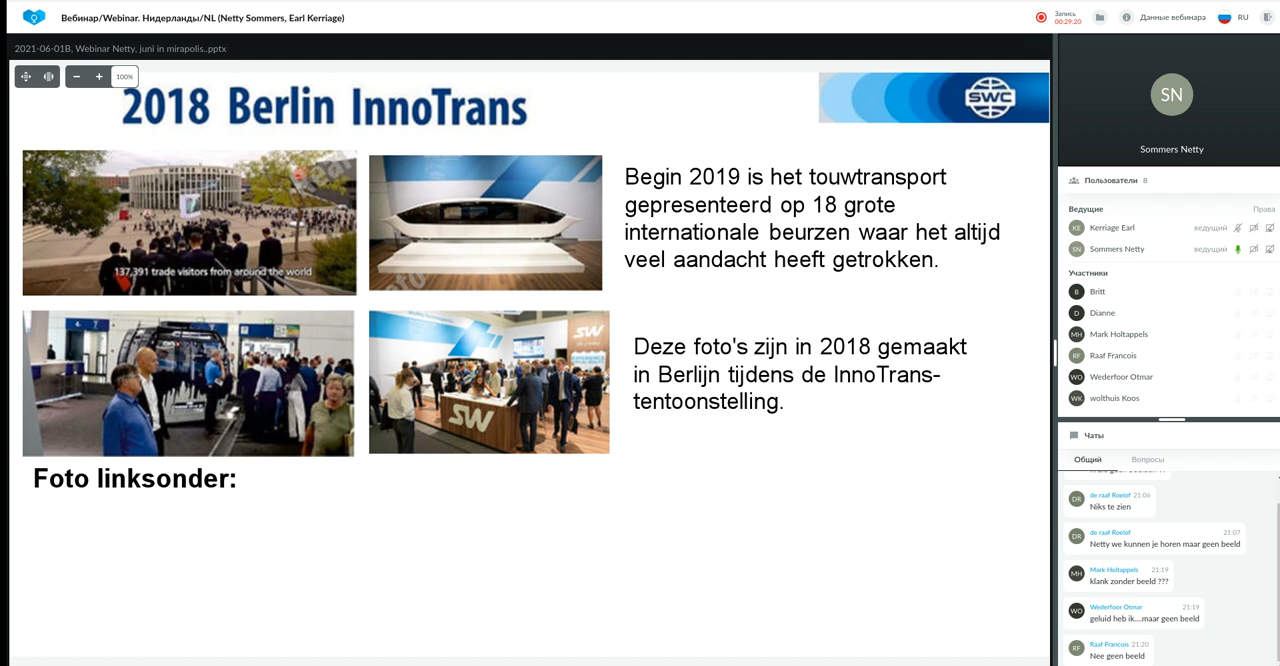 Вебинар/Webinar. Нидерланды/NL (Netty Sommers, Earl Kerriage)
Запись
00:29:20
Данные вебинара
RU
2021-06-01B, Webinar Netty, juni in mirapolis..pptx
100%
2018 Berlin InnoTrans
SWC
137,391 trade visitors from around the world
Begin 2019 is het touwtransport
gepresenteerd op 18 grote
internationale beurzen waar het altijd
veel aandacht heeft getrokken.
SW
SW
Deze foto's zijn in 2018 gemaakt
in Berlijn tijdens de InnoTrans-
tentoonstelling.
Foto linksonder:
SN
Sommers Netty
Пользователи 8
Ведущие Права
KE Kerriage Earl ведущий
SN Sommers Netty ведущий
Участники
B Britt
D Dianne
MH Mark Holtappels
RF Raaf Francois
WO Wederfoor Otmar
WK wolthuis Koos
Чаты
Общий Вопросы
DR de raaf Roelof 21:06
Niks te zien
DR de raaf Roelof 21:07
Netty we kunnen je horen maar geen beeld
MH Mark Holtappels 21:19
klank zonder beeld ???
WO Wederfoor Otmar 21:19
geluid heb ik....maar geen beeld
RF Raaf Francois 21:20
Nee geen beeld